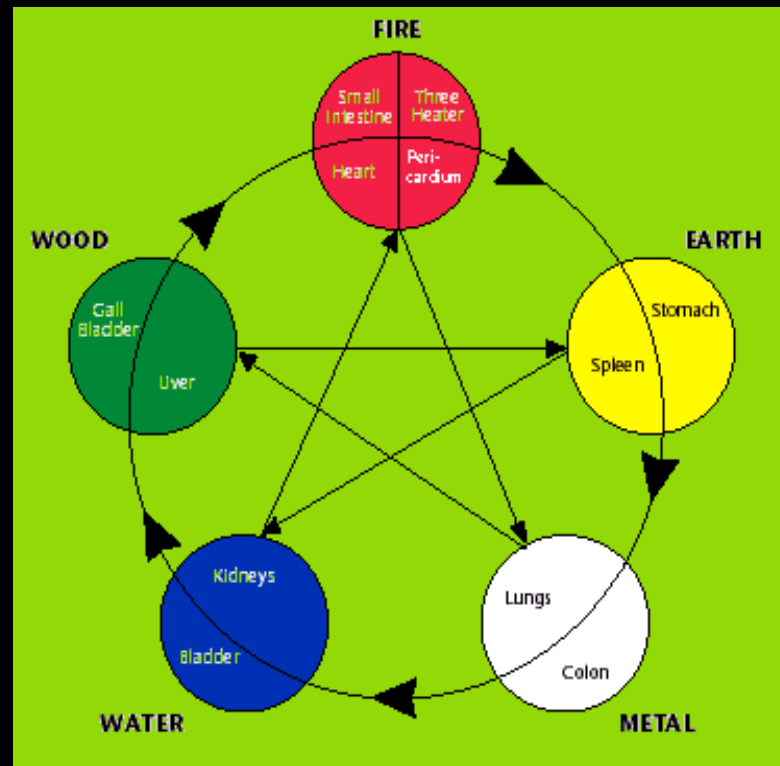 FIRE
Small
Intestine
Three
Heater
Heart
Peri-
cardium
WOOD
EARTH
Gall
Bladder
Liver
Stomach
Spleen
Kidneys
Bladder
Lungs
Colon
WATER
METAL